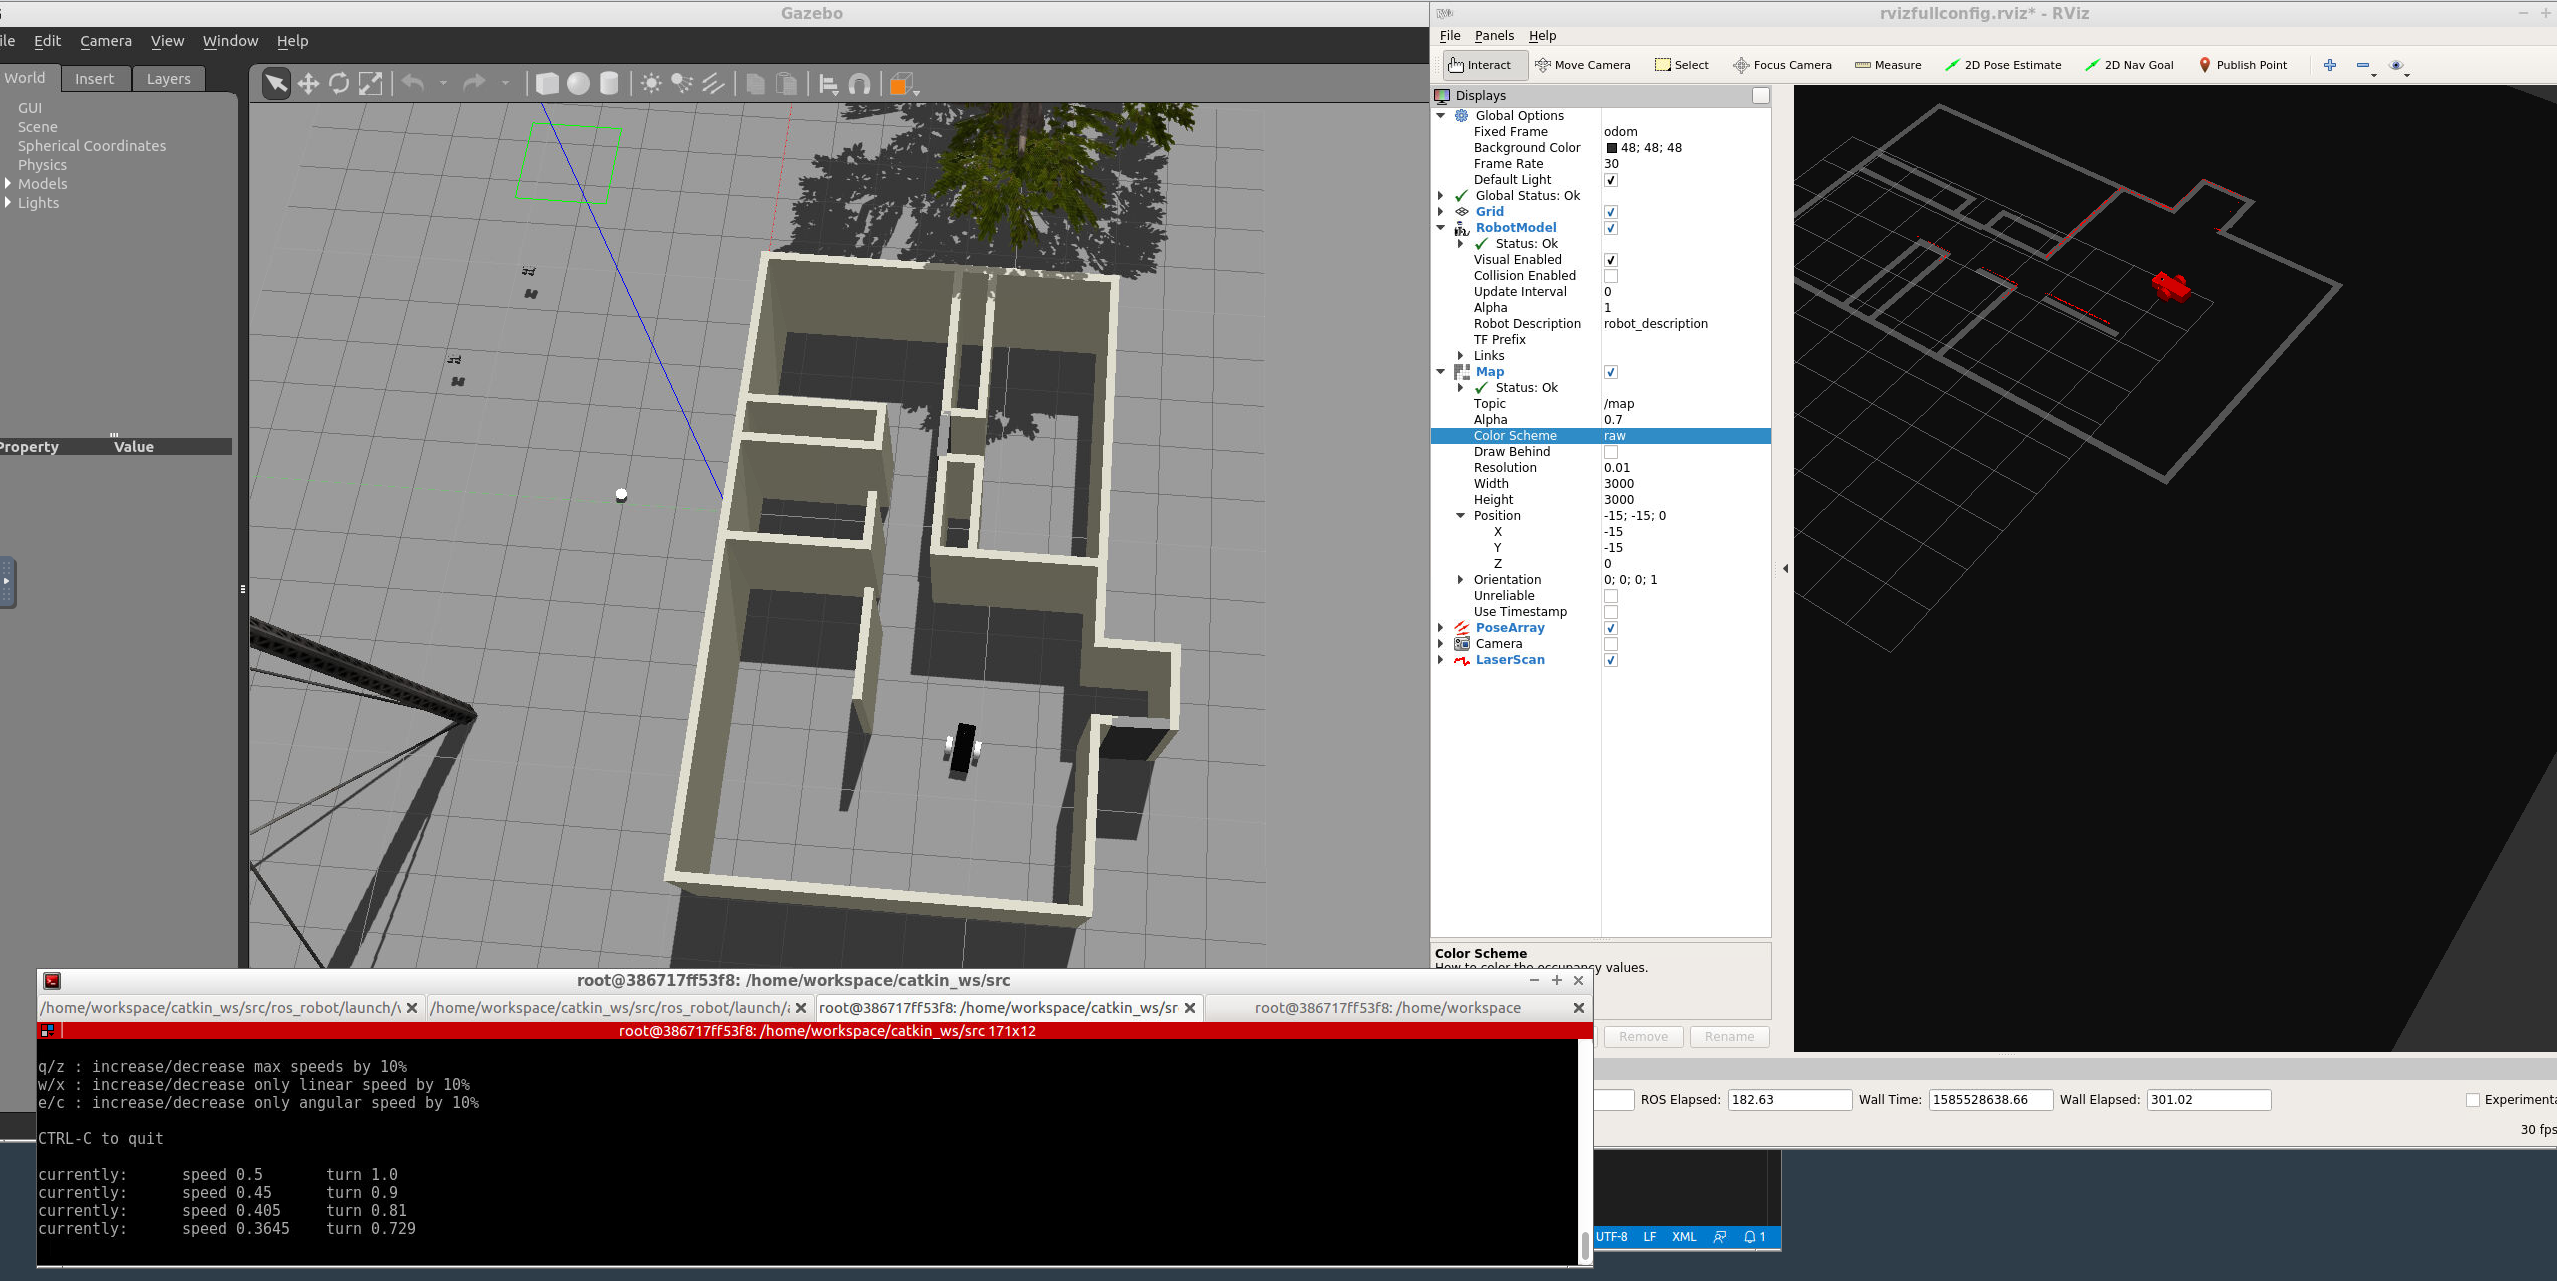 Gazebo
ile Edit Camera View Window Help
World Insert Layers
GUI
Scene
Spherical Coordinates
Physics
Models
Lights
Property Value
rvizfullconfig.rviz* - RViz
File Panels Help
Interact Move Camera Select Focus Camera Measure 2D Pose Estimate 2D Nav Goal Publish Point
Displays
Global Options
Fixed Frame odom
Background Color 48; 48; 48
Frame Rate 30
Default Light
Global Status: Ok
Grid
RobotModel
Status: Ok
Visual Enabled
Collision Enabled
Update Interval 0
Alpha 1
Robot Description robot_description
TF Prefix
Links
Map
Status: Ok
Topic /map
Alpha 0.7
Color Scheme raw
Draw Behind
Resolution 0.01
Width 3000
Height 3000
Position -15; -15; 0
X -15
Y -15
Z 0
Orientation 0; 0; 0; 1
Unreliable
Use Timestamp
PoseArray
Camera
LaserScan
Color Scheme
How to color the occupancy values.
Remove Rename
ROS Elapsed: 182.63 Wall Time: 1585528638.66 Wall Elapsed: 301.02 Experimenta
30 fps
root@386717ff53f8: /home/workspace/catkin_ws/src
/home/workspace/catkin_ws/src/ros_robot/launch/ /home/workspace/catkin_ws/src/ros_robot/launch/ root@386717ff53f8: /home/workspace/catkin_ws/sr root@386717ff53f8: /home/workspace
root@386717ff53f8: /home/workspace/catkin_ws/src 171x12
q/z : increase/decrease max speeds by 10%
w/x : increase/decrease only linear speed by 10%
e/c : increase/decrease only angular speed by 10%
CTRL-C to quit
currently: speed 0.5 turn 1.0
currently: speed 0.45 turn 0.9
currently: speed 0.405 turn 0.81
currently: speed 0.3645 turn 0.729
UTF-8 LF XML 1